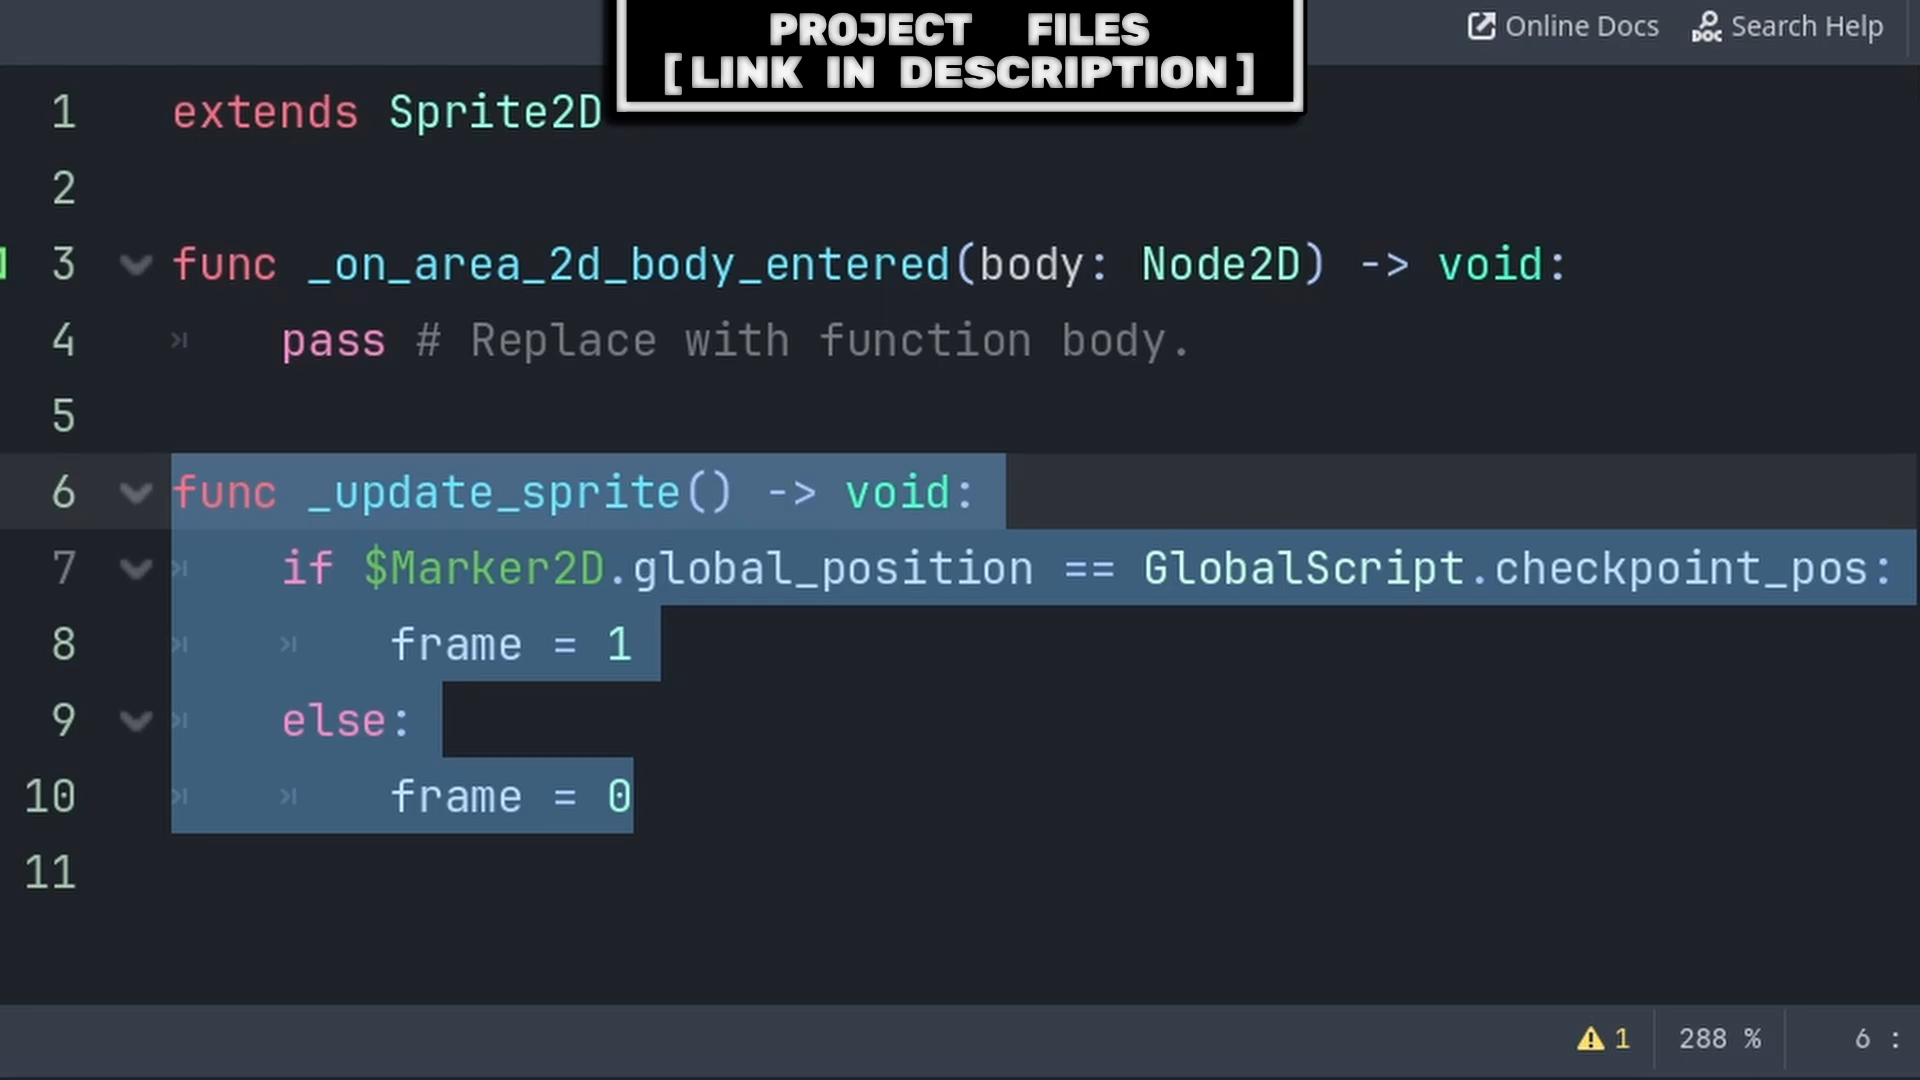 PROJECT FILES
[LINK IN DESCRIPTION]
Online Docs
Search Help
1 extends Sprite2D
2
3 func _on_area_2d_body_entered(body: Node2D) -> void:
4 pass # Replace with function body.
5
6 func _update_sprite() -> void:
7 if $Marker2D.global_position == GlobalScript.checkpoint_pos:
8 frame = 1
9 else:
10 frame = 0
11
1
288 %
6 :